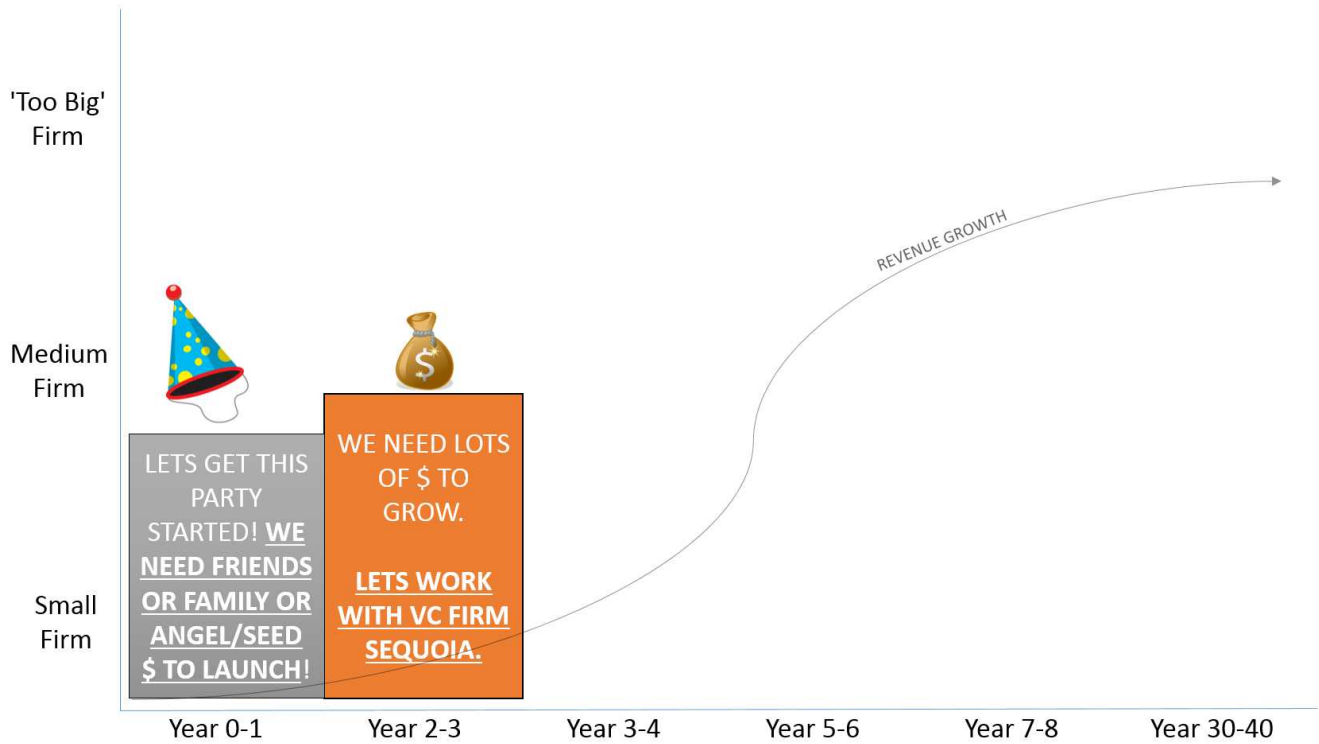 'Too Big'
Firm
REVENUE GROWTH
Medium
Firm
$
LETS GET THIS
PARTY
STARTED! WE
NEED FRIENDS
OR FAMILY OR
ANGEL/SEED
$ TO LAUNCH!
WE NEED LOTS
OF $ TO
GROW.
LETS WORK
WITH VC FIRM
SEQUOIA.
Small
Firm
Year 0-1
Year 2-3
Year 3-4
Year 5-6
Year 7-8
Year 30-40